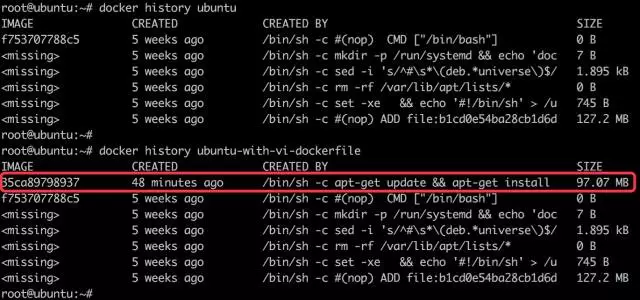 root@ubuntu:~# docker history ubuntu
IMAGE CREATED CREATED BY SIZE
f753707788c5 5 weeks ago /bin/sh -c #(nop) CMD ["/bin/bash"] 0 B
<missing> 5 weeks ago /bin/sh -c mkdir -p /run/systemd && echo 'doc 7 B
<missing> 5 weeks ago /bin/sh -c sed -i 's/^#\s*\(deb.*universe\)$/ 1.895 kB
<missing> 5 weeks ago /bin/sh -c rm -rf /var/lib/apt/lists/* 0 B
<missing> 5 weeks ago /bin/sh -c set -xe && echo '#!/bin/sh' > /u 745 B
<missing> 5 weeks ago /bin/sh -c #(nop) ADD file:b1cd0e54ba28cb1d6d 127.2 MB
root@ubuntu:~#
root@ubuntu:~# docker history ubuntu-with-vi-dockerfile
IMAGE CREATED CREATED BY SIZE
35ca89798937 48 minutes ago /bin/sh -c apt-get update && apt-get install 97.07 MB
f753707788c5 5 weeks ago /bin/sh -c #(nop) CMD ["/bin/bash"] 0 B
<missing> 5 weeks ago /bin/sh -c mkdir -p /run/systemd && echo 'doc 7 B
<missing> 5 weeks ago /bin/sh -c sed -i 's/^#\s*\(deb.*universe\)$/ 1.895 kB
<missing> 5 weeks ago /bin/sh -c rm -rf /var/lib/apt/lists/* 0 B
<missing> 5 weeks ago /bin/sh -c set -xe && echo '#!/bin/sh' > /u 745 B
<missing> 5 weeks ago /bin/sh -c #(nop) ADD file:b1cd0e54ba28cb1d6d 127.2 MB
root@ubuntu:~#